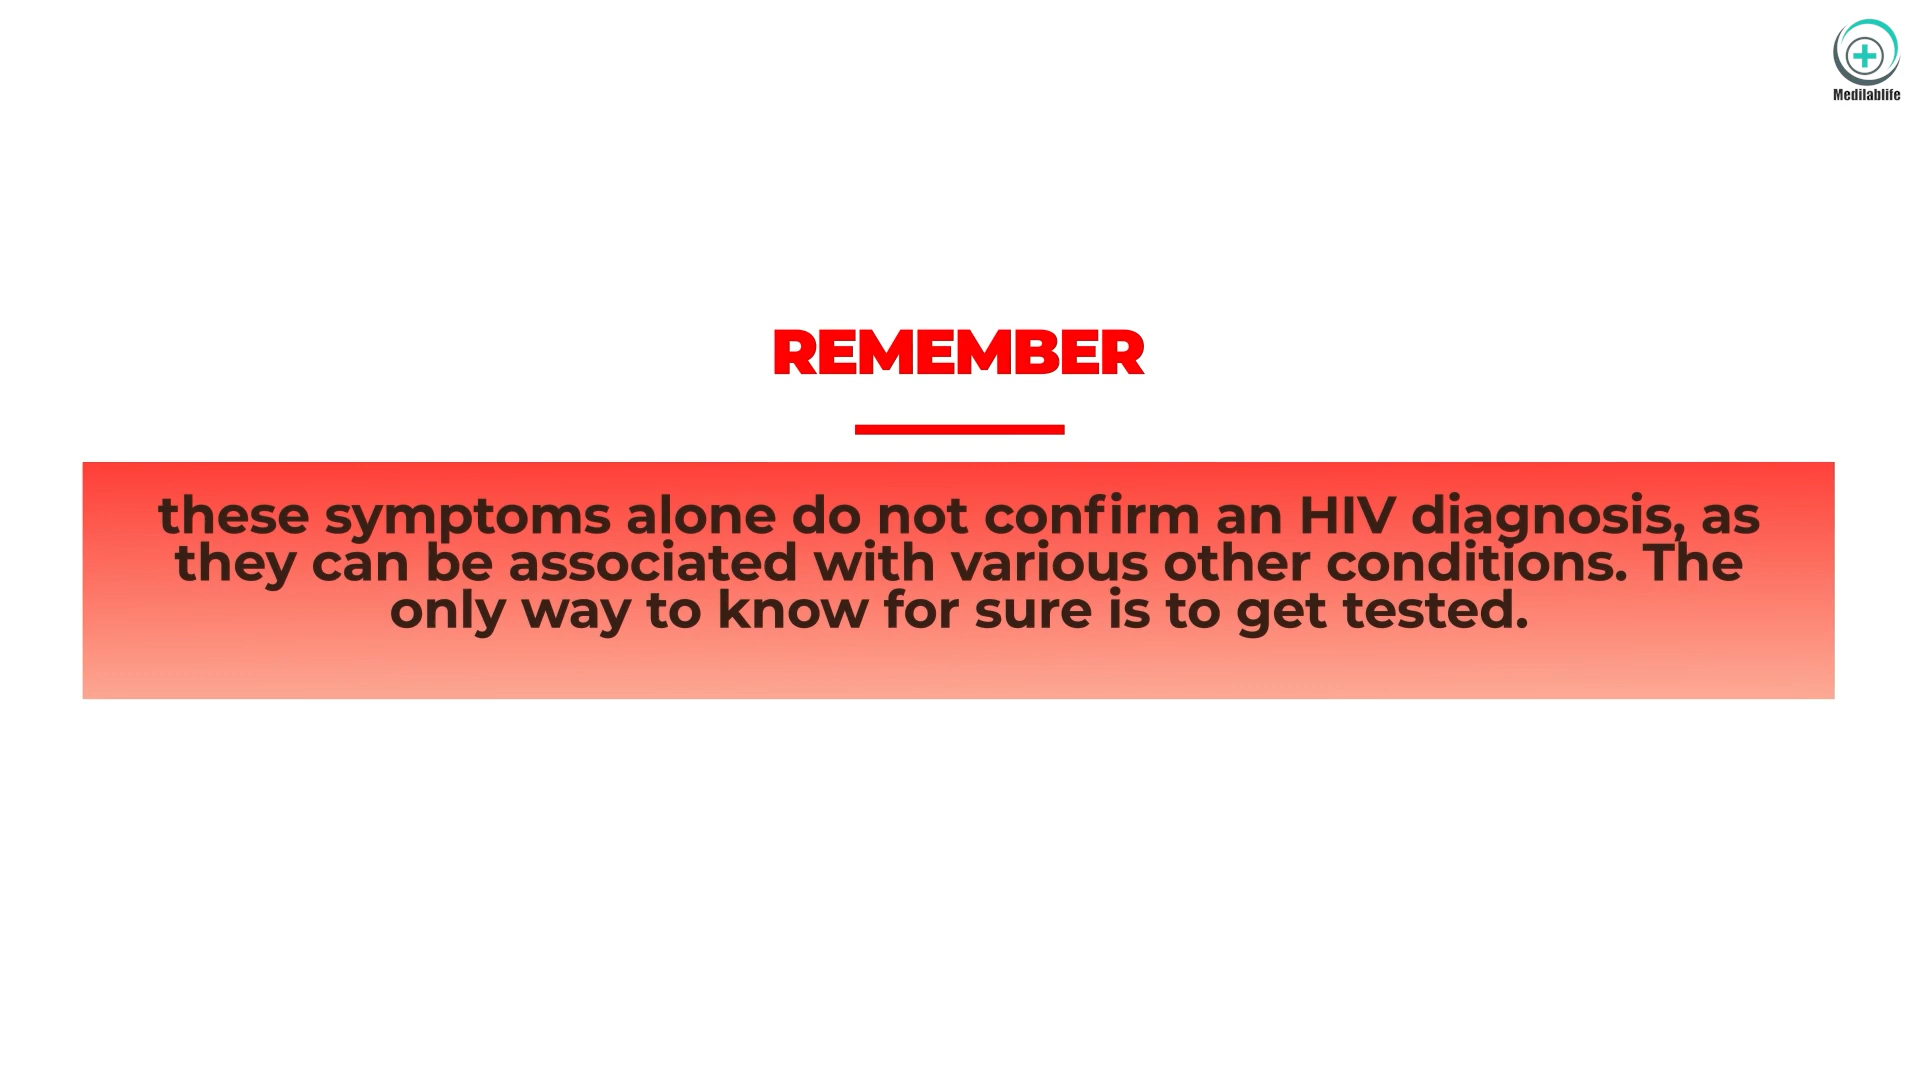 Medilablife
REMEMBER
these symptoms alone do not confirm an HIV diagnosis, as
they can be associated with various other conditions. The
only way to know for sure is to get tested.